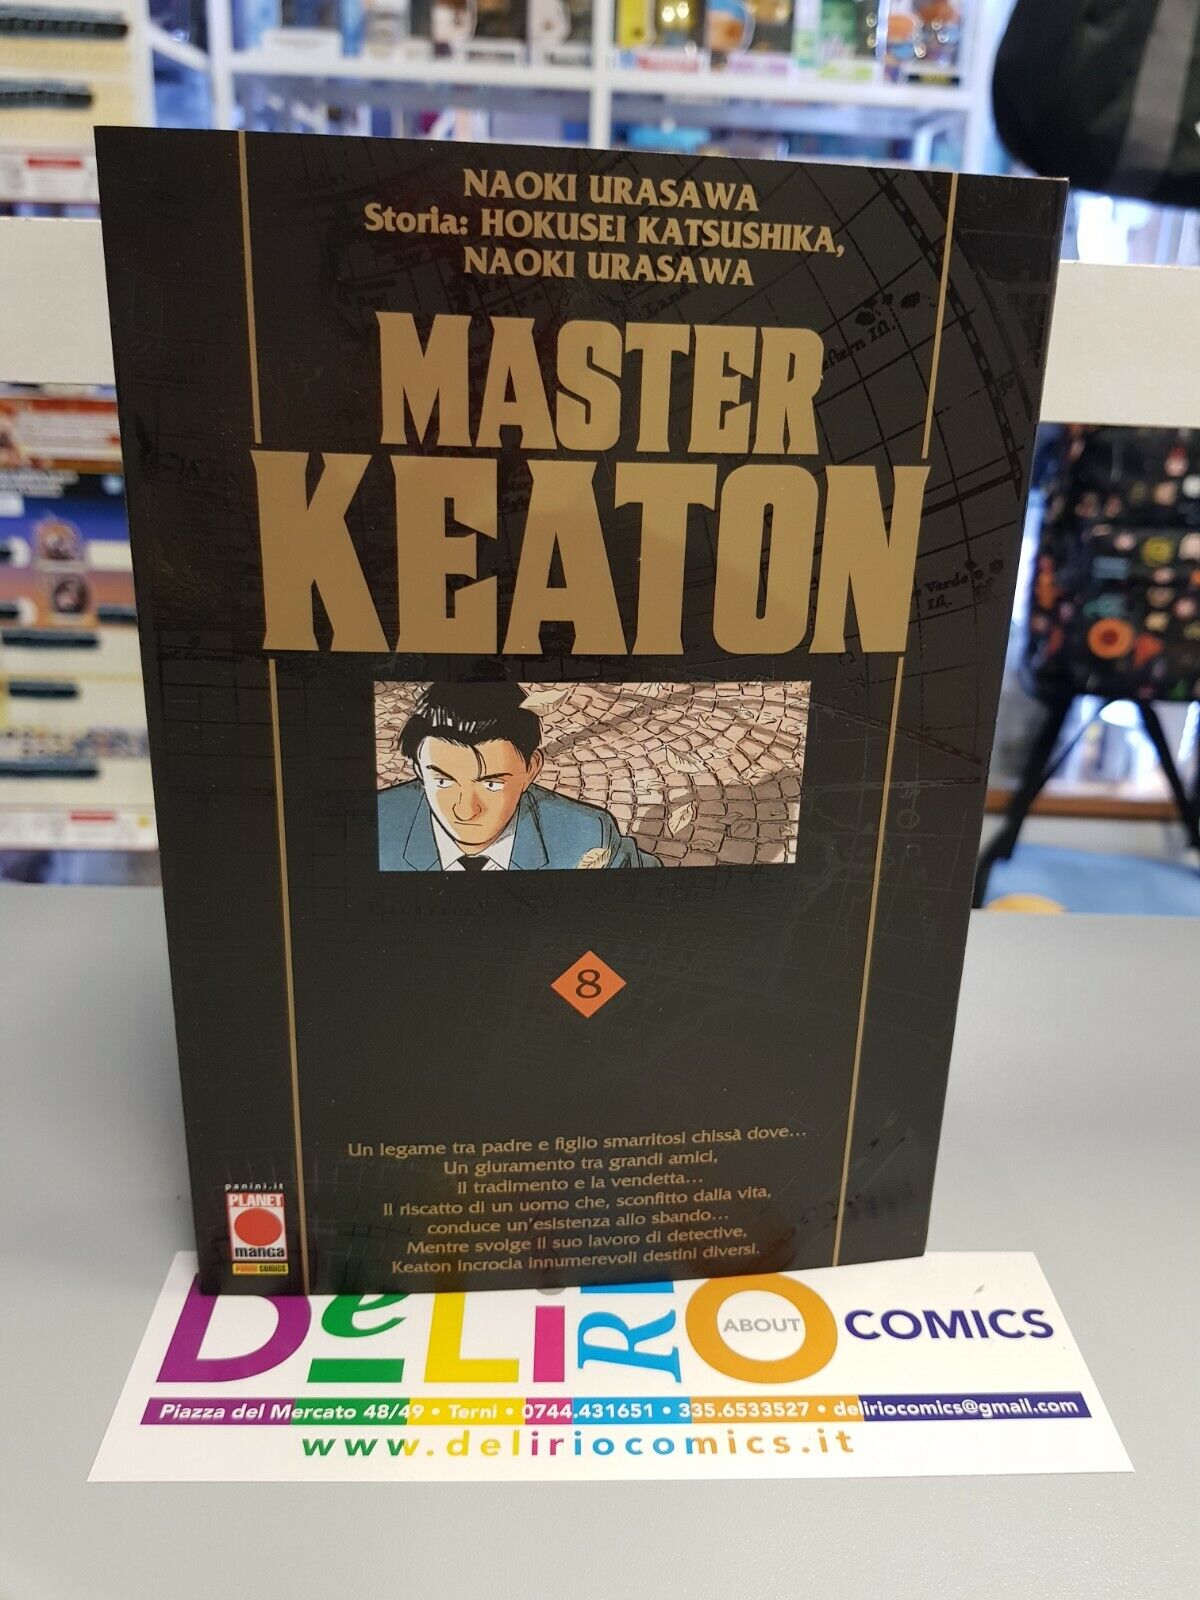 NAOKI URASAWA
Storia: HOKUSEI KATSUSHIKA,
NAOKI URASAWA
MASTER
KEATON
8
Un legame tra padre e figlio smarritosi chissà dove...
Un giuramento tra grandi amici,
il tradimento e la vendetta...
Il riscatto di un uomo che, sconfitto dalla vita,
conduce un'esistenza allo sbando...
Mentre svolge il suo lavoro di detective,
Keaton incrocia innumerevoli destini diversi.
panini.it
PLANET
manga
PANINI COMICS
Verde
Isl.
DeLiRiO ABOUT COMICS
Piazza del Mercato 48/49 • Terni • 0744.431651 • 335.6533527 • deliriocomics@gmail.com
www.deliriocomics.it